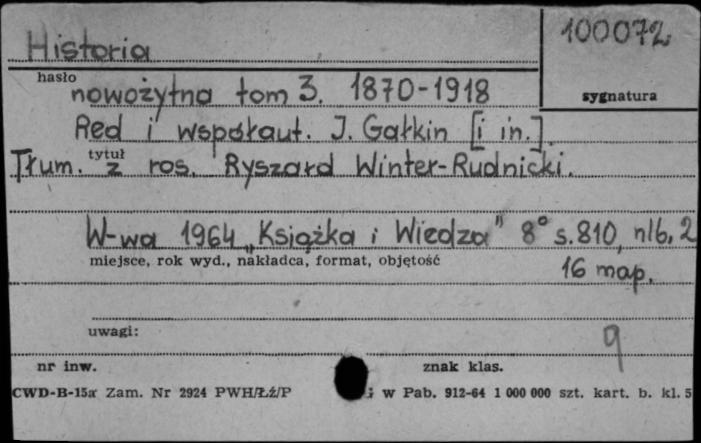 Historia
100072
hasło
sygnatura
nowożytna tom 3. 1870-1918
Red i współaut. J. Gałkin [i in.]
tytuł
Tłum. z ros. Ryszard Winter-Rudnicki.
W-wa 1964 „Książka i Wiedza" 8° s.810, nlb. 2
miejsce, rok wyd., nakładca, format, objętość
16 map.
uwagi:
9
nr inw.
znak klas.
CWD-B-15a Zam. Nr 2924 PWH/Łź/P
w Pab. 912-64 1 000 000 szt. kart. b. kl. 5